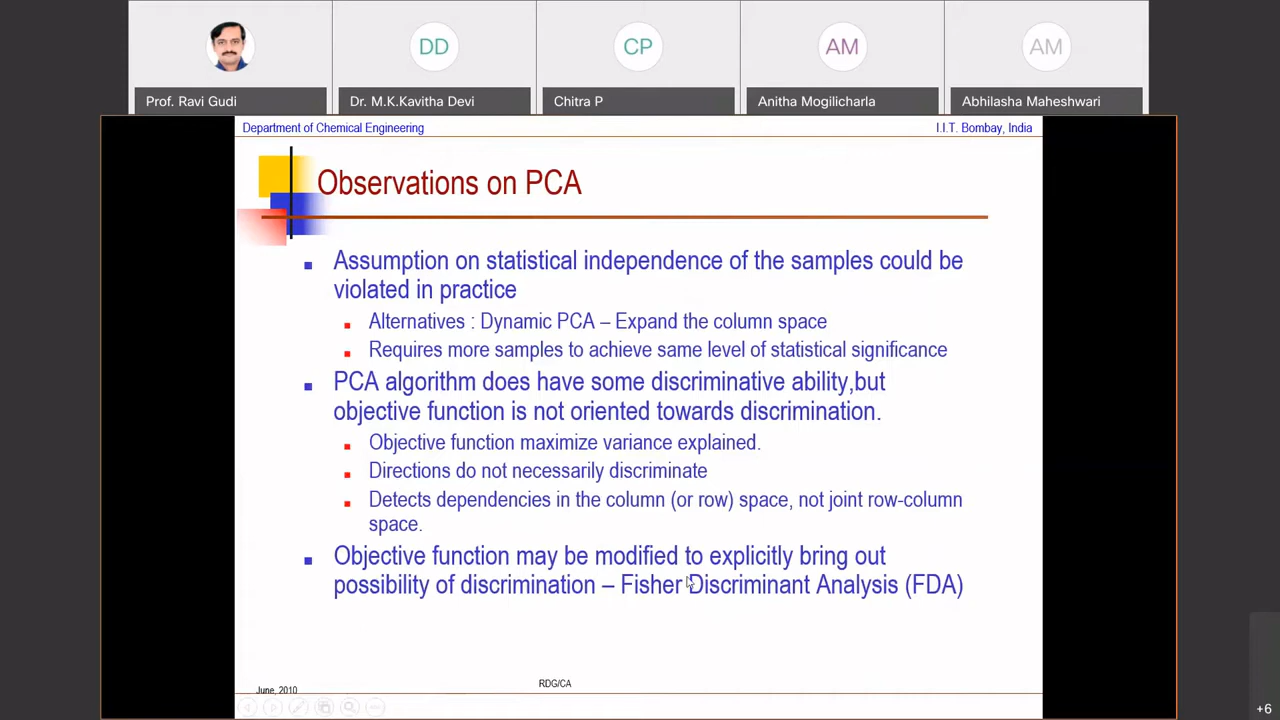 DD
CP
AM
AM
Prof. Ravi Gudi
Dr. M.K.Kavitha Devi
Chitra P
Anitha Mogilicharla
Abhilasha Maheshwari
Department of Chemical Engineering
I.I.T. Bombay, India
Observations on PCA
Assumption on statistical independence of the samples could be
violated in practice
Alternatives : Dynamic PCA – Expand the column space
Requires more samples to achieve same level of statistical significance
PCA algorithm does have some discriminative ability,but
objective function is not oriented towards discrimination.
Objective function maximize variance explained.
Directions do not necessarily discriminate
Detects dependencies in the column (or row) space, not joint row-column
space.
Objective function may be modified to explicitly bring out
possibility of discrimination – Fisher Discriminant Analysis (FDA)
RDG/CA
June, 2010
+6